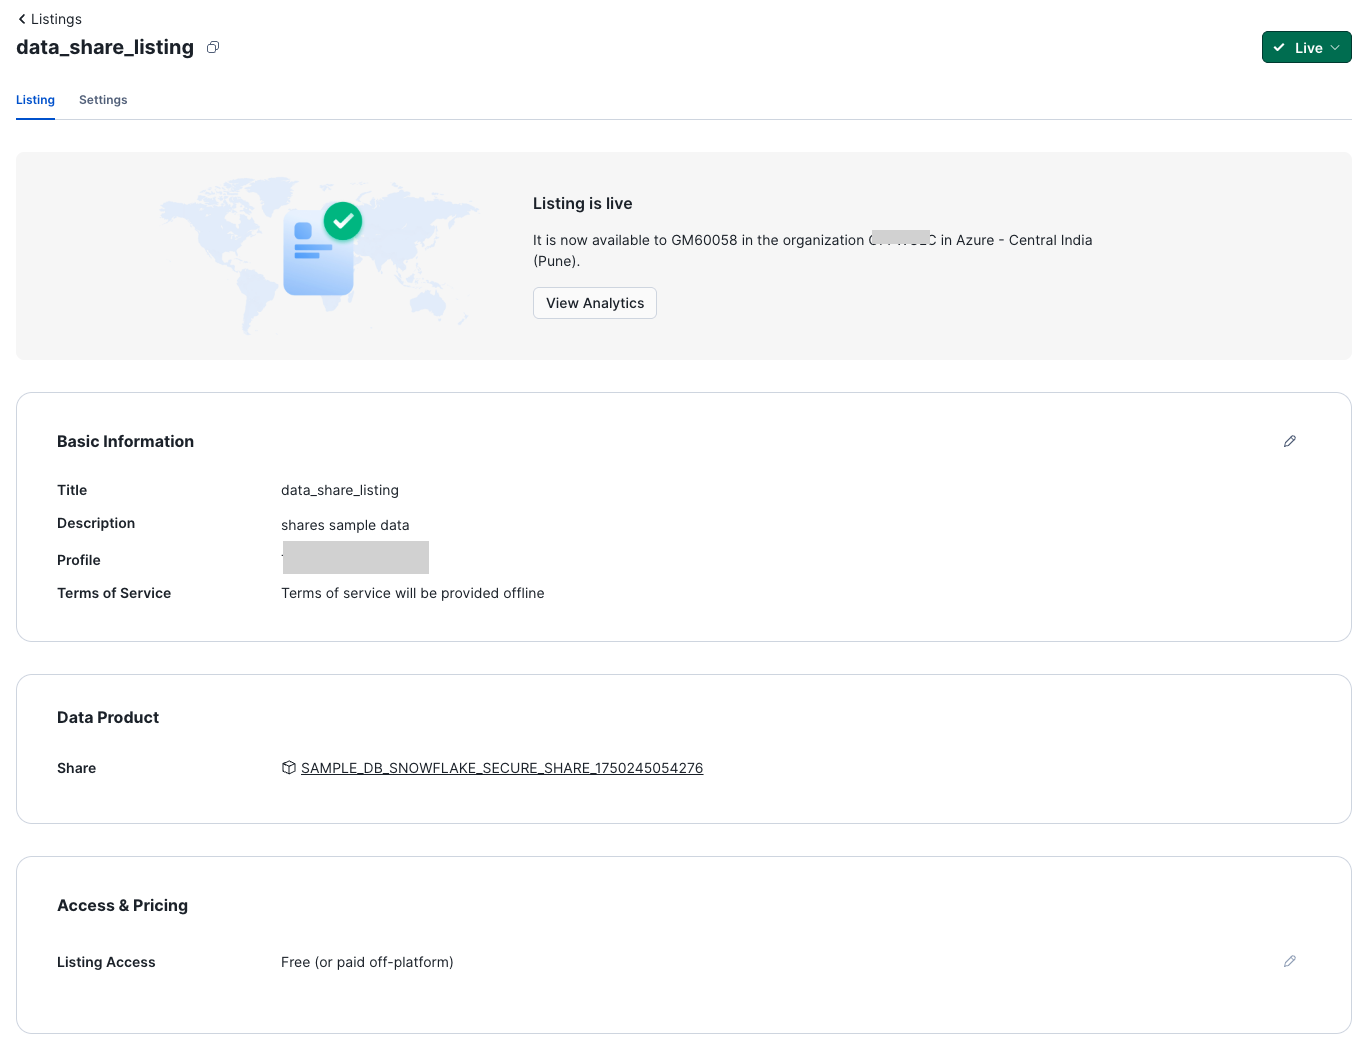 Listings
data_share_listing
Live
Listing
Settings
Listing is live
It is now available to GM60058 in the organization in Azure - Central India
(Pune).
View Analytics
Basic Information
Title data_share_listing
Description shares sample data
Profile
Terms of Service Terms of service will be provided offline
Data Product
Share SAMPLE_DB_SNOWFLAKE_SECURE_SHARE_1750245054276
Access & Pricing
Listing Access Free (or paid off-platform)